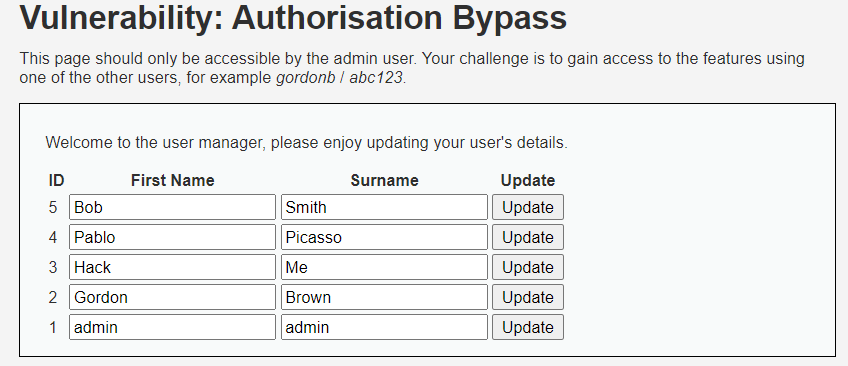 Vulnerability: Authorisation Bypass
This page should only be accessible by the admin user. Your challenge is to gain access to the features using
one of the other users, for example gordonb / abc123.
Welcome to the user manager, please enjoy updating your user's details.
ID First Name Surname Update
5 Bob Smith Update
4 Pablo Picasso Update
3 Hack Me Update
2 Gordon Brown Update
1 admin admin Update